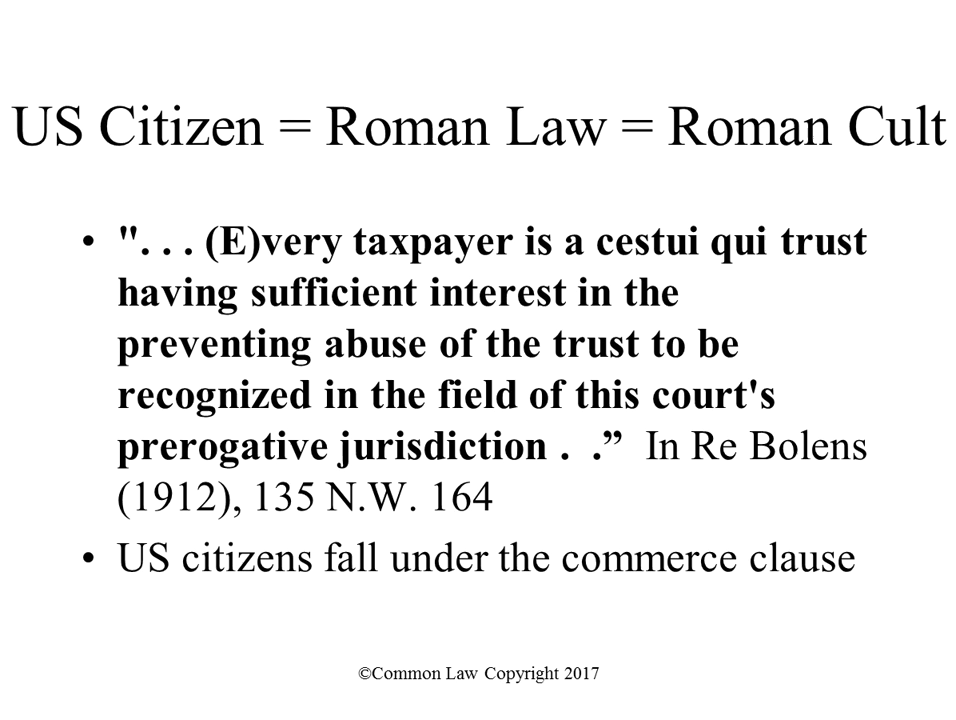 US Citizen = Roman Law = Roman Cult
• ". . . (E)very taxpayer is a cestui qui trust
having sufficient interest in the
preventing abuse of the trust to be
recognized in the field of this court's
prerogative jurisdiction . .” In Re Bolens
(1912), 135 N.W. 164
• US citizens fall under the commerce clause
©Common Law Copyright 2017